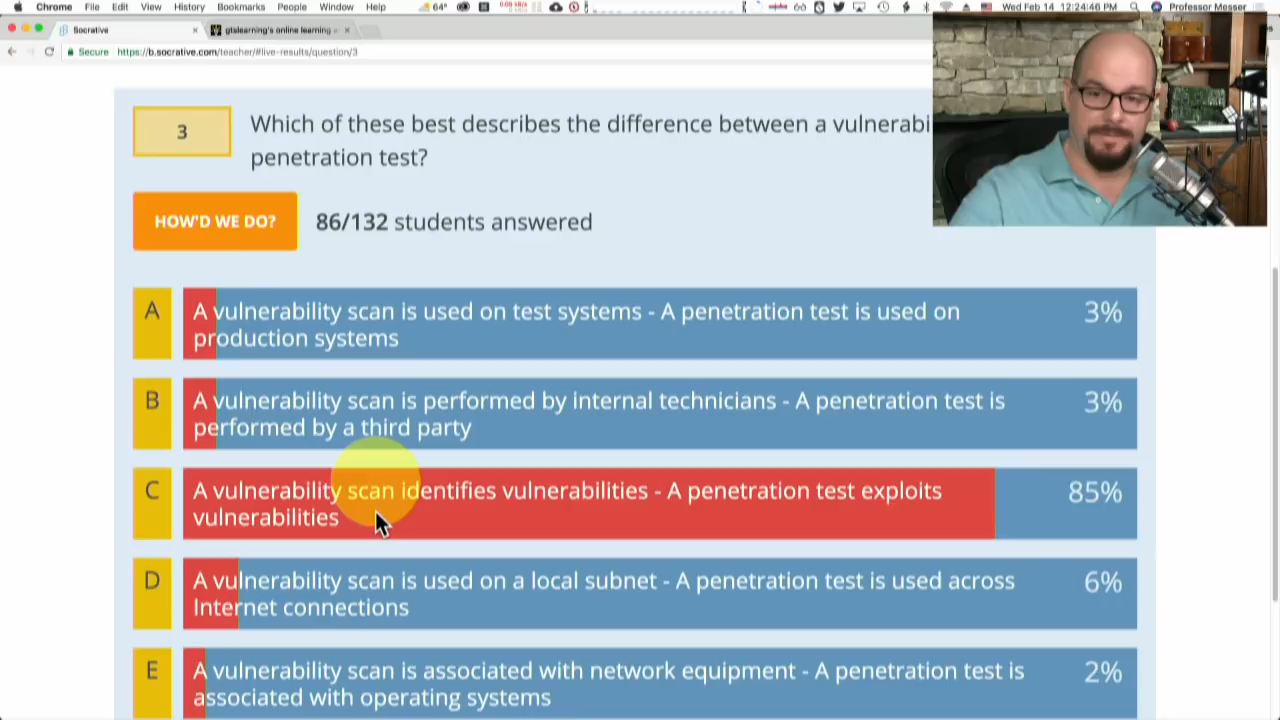 Chrome File Edit View History Bookmarks People Window Help 64° Wed Feb 14 12:24:46 PM Professor Messer
Socrative × gtslearning's online learning ×
Secure https://b.socrative.com/teacher/#live-results/question/3
3 Which of these best describes the difference between a vulnerabi
penetration test?
HOW'D WE DO? 86/132 students answered
A A vulnerability scan is used on test systems - A penetration test is used on 3%
production systems
B A vulnerability scan is performed by internal technicians - A penetration test is 3%
performed by a third party
C A vulnerability scan identifies vulnerabilities - A penetration test exploits 85%
vulnerabilities
D A vulnerability scan is used on a local subnet - A penetration test is used across 6%
Internet connections
E A vulnerability scan is associated with network equipment - A penetration test is 2%
associated with operating systems